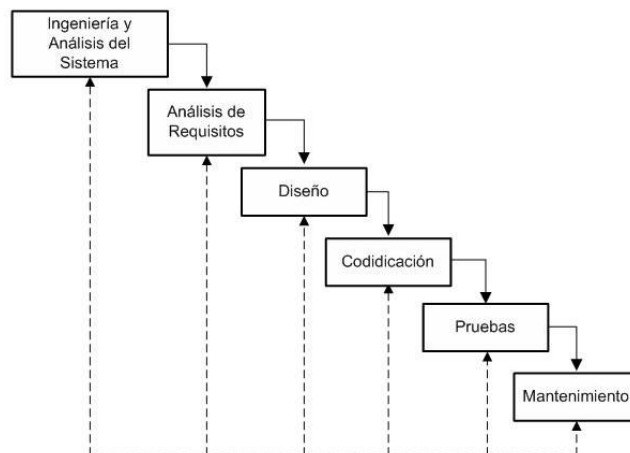 Ingeniería y
Análisis del
Sistema
Análisis de
Requisitos
Diseño
Codidicación
Pruebas
Mantenimiento